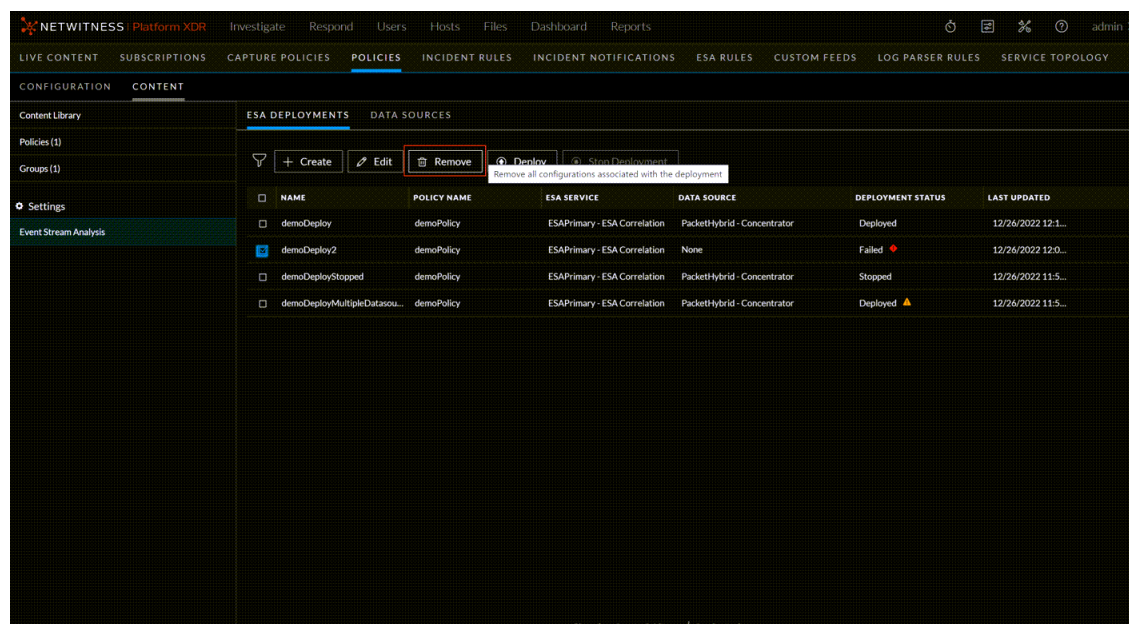 NETWITNESS Platform XDR Investigate Respond Users Hosts Files Dashboard Reports admin
LIVE CONTENT SUBSCRIPTIONS CAPTURE POLICIES POLICIES INCIDENT RULES INCIDENT NOTIFICATIONS ESA RULES CUSTOM FEEDS LOG PARSER RULES SERVICE TOPOLOGY
CONFIGURATION CONTENT
Content Library
Policies (1)
Groups (1)
Settings
Event Stream Analysis
ESA DEPLOYMENTS DATA SOURCES
Create Edit Remove Deploy Stop Deployment
Remove all configurations associated with the deployment
NAME POLICY NAME ESA SERVICE DATA SOURCE DEPLOYMENT STATUS LAST UPDATED
demoDeploy demoPolicy ESAPrimary - ESA Correlation PacketHybrid - Concentrator Deployed 12/26/2022 12:1...
demoDeploy2 demoPolicy ESAPrimary - ESA Correlation None Failed 12/26/2022 12:0...
demoDeployStopped demoPolicy ESAPrimary - ESA Correlation PacketHybrid - Concentrator Stopped 12/26/2022 11:5...
demoDeployMultipleDatasou... demoPolicy ESAPrimary - ESA Correlation PacketHybrid - Concentrator Deployed 12/26/2022 11:5...